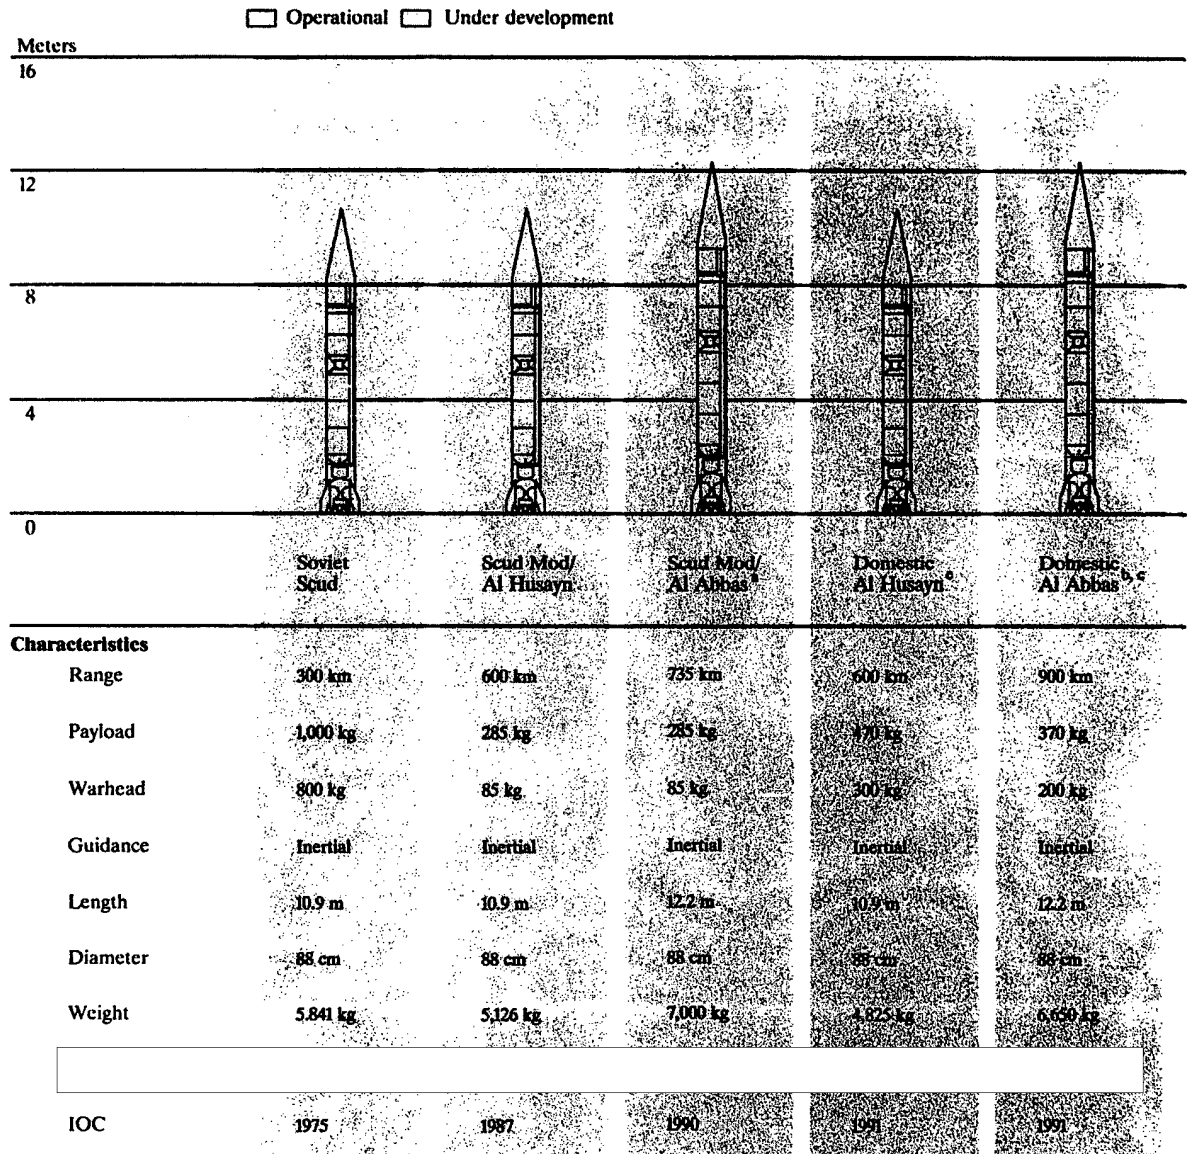 Operational Under development
Meters
16
12
8
4
0
Soviet Scud Mod/ Scud Mod/ Domestic Domestic
Scud Al Husayn Al Abbas a Al Husayn c Al Abbas b, c
Characteristics
Range 300 km 600 km 735 km 600 km 900 km
Payload 1,000 kg 285 kg 285 kg 470 kg 370 kg
Warhead 800 kg 85 kg 85 kg 300 kg 200 kg
Guidance Inertial Inertial Inertial Inertial Inertial
Length 10.9 m 10.9 m 12.2 m 10.9 m 12.2 m
Diameter 88 cm 88 cm 88 cm 88 cm 88 cm
Weight 5,841 kg 5,126 kg 7,000 kg 4,825 kg 6,650 kg
IOC 1975 1987 1990 1991 1991